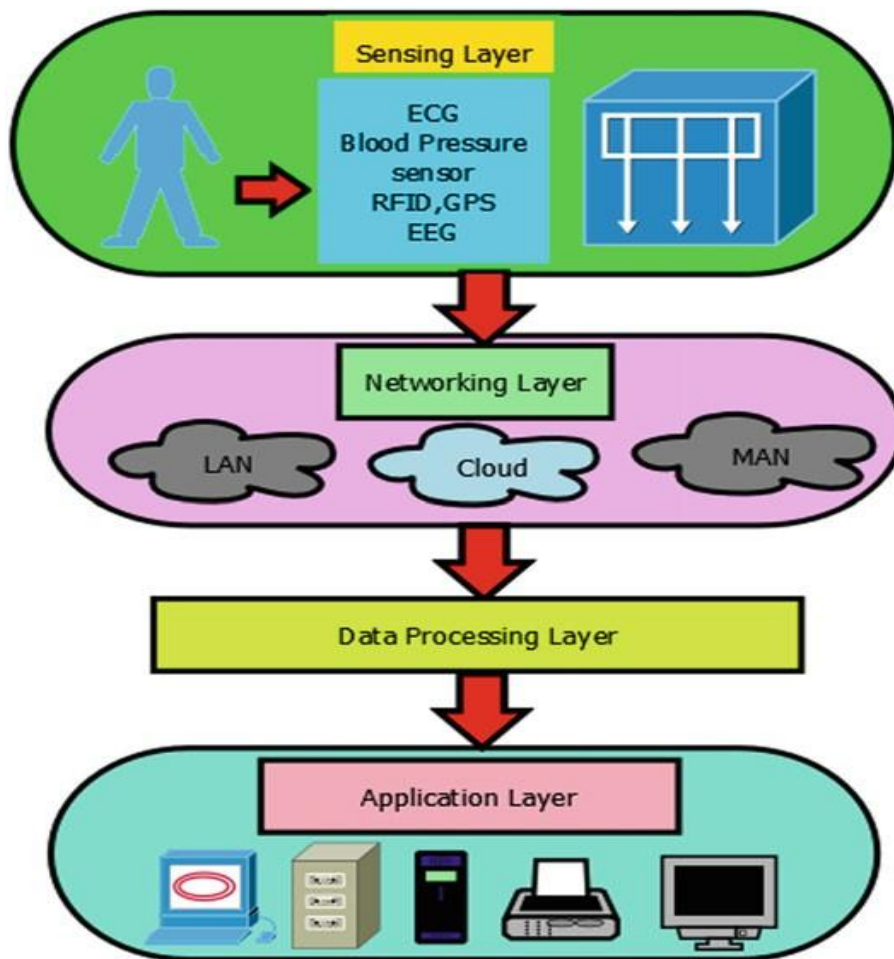 Sensing Layer
ECG
Blood Pressure
sensor
RFID,GPS
EEG
Networking Layer
LAN
Cloud
MAN
Data Processing Layer
Application Layer